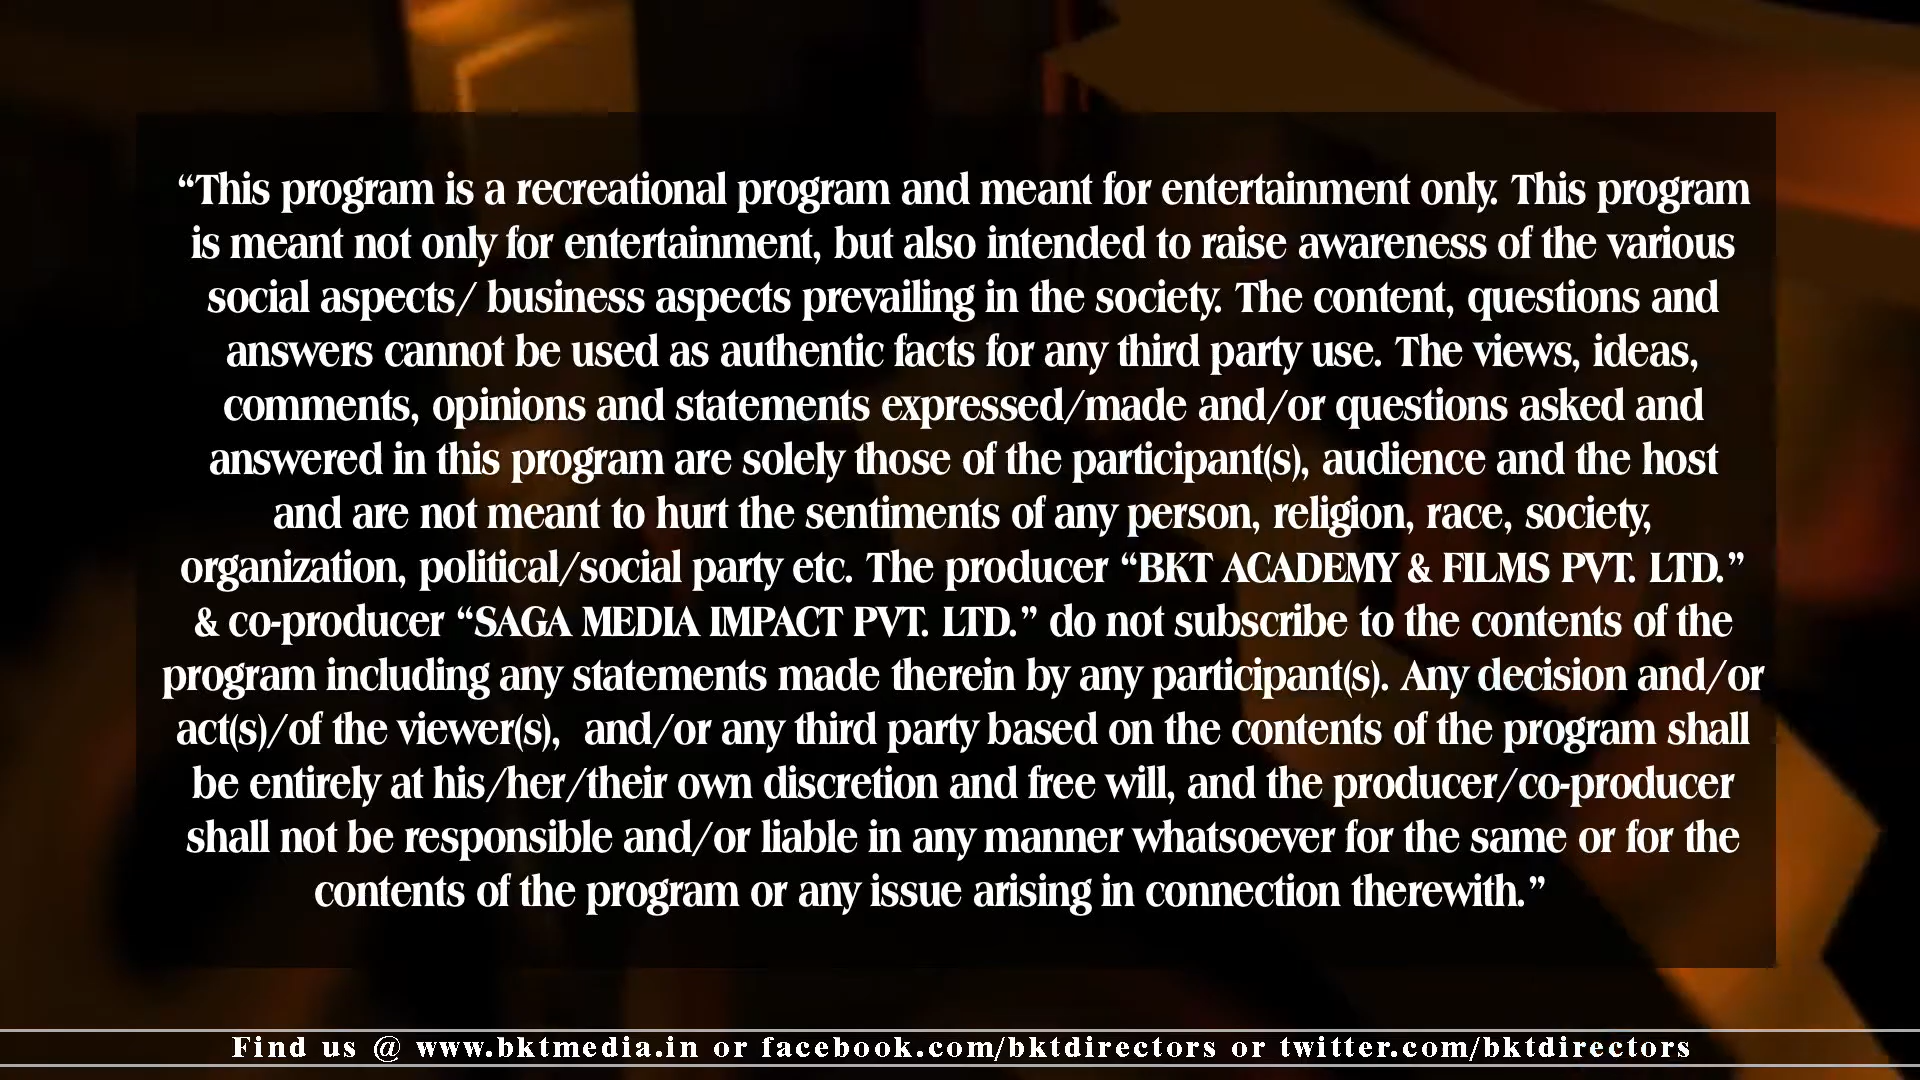 “This program is a recreational program and meant for entertainment only. This program
is meant not only for entertainment, but also intended to raise awareness of the various
social aspects/ business aspects prevailing in the society. The content, questions and
answers cannot be used as authentic facts for any third party use. The views, ideas,
comments, opinions and statements expressed/made and/or questions asked and
answered in this program are solely those of the participant(s), audience and the host
and are not meant to hurt the sentiments of any person, religion, race, society,
organization, political/social party etc. The producer “BKT ACADEMY & FILMS PVT. LTD.”
& co-producer “SAGA MEDIA IMPACT PVT. LTD.” do not subscribe to the contents of the
program including any statements made therein by any participant(s). Any decision and/or
act(s)/of the viewer(s),  and/or any third party based on the contents of the program shall
be entirely at his/her/their own discretion and free will, and the producer/co-producer
shall not be responsible and/or liable in any manner whatsoever for the same or for the
contents of the program or any issue arising in connection therewith.”
Find us @ www.bktmedia.in or facebook.com/bktdirectors or twitter.com/bktdirectors